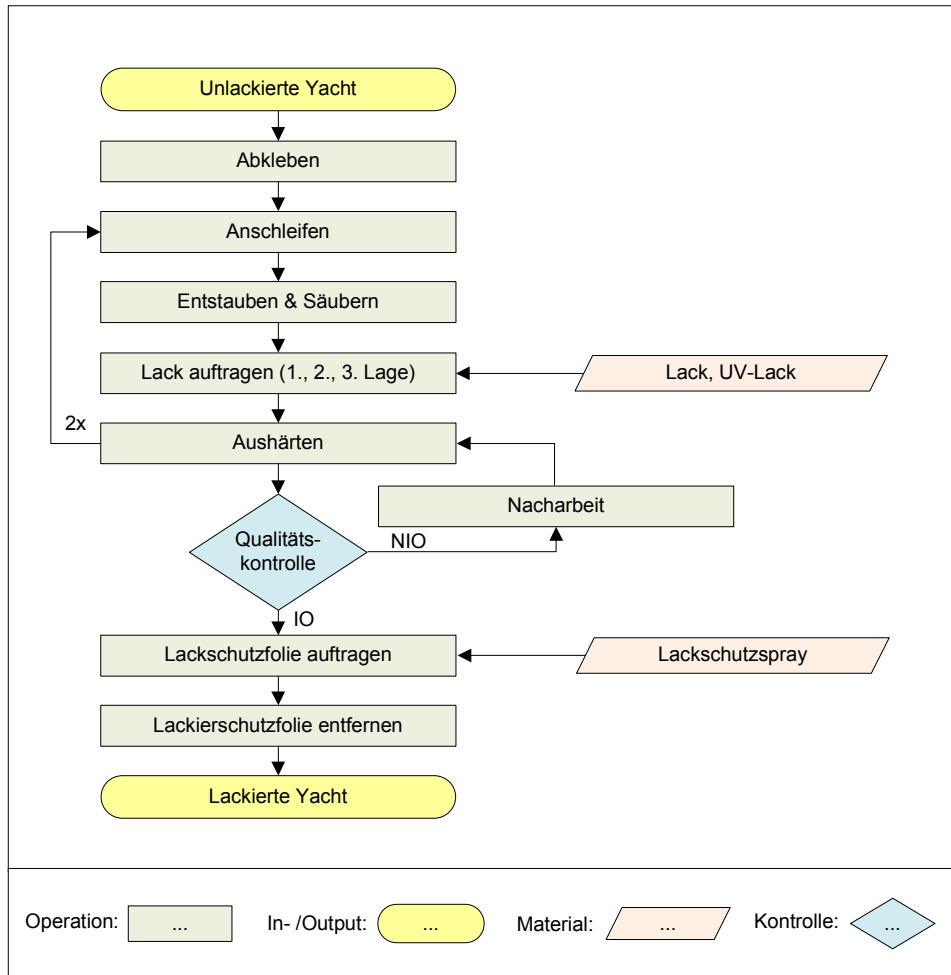 Unlackierte Yacht
Abkleben
Anschleifen
Entstauben & Säubern
Lack auftragen (1., 2., 3. Lage)
Lack, UV-Lack
2x
Aushärten
Nacharbeit
Qualitäts-
kontrolle
NIO
IO
Lackschutzfolie auftragen
Lackschutzspray
Lackierschutzfolie entfernen
Lackierte Yacht
Operation: ...
In- /Output: ...
Material: ...
Kontrolle: ...